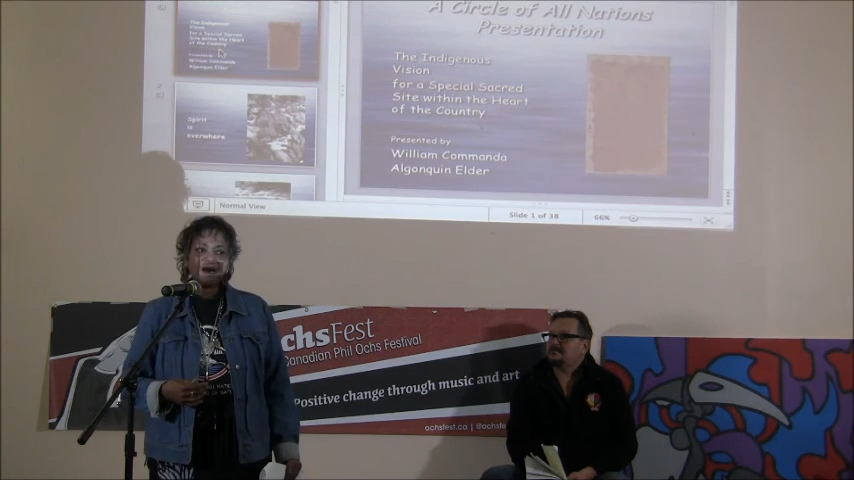 The Indigenous
Vision
for a Special Sacred
Site within the Heart
of the Country
William Commanda
Algonquin Elder
Spirit
is
everywhere
A Circle of All Nations
Presentation
The Indigenous
Vision
for a Special Sacred
Site within the Heart
of the Country
Presented by
William Commanda
Algonquin Elder
Normal View
Slide 1 of 38
66%
chsFest
Canadian Phil Ochs Festival
Positive change through music and art
ochsfest.ca |